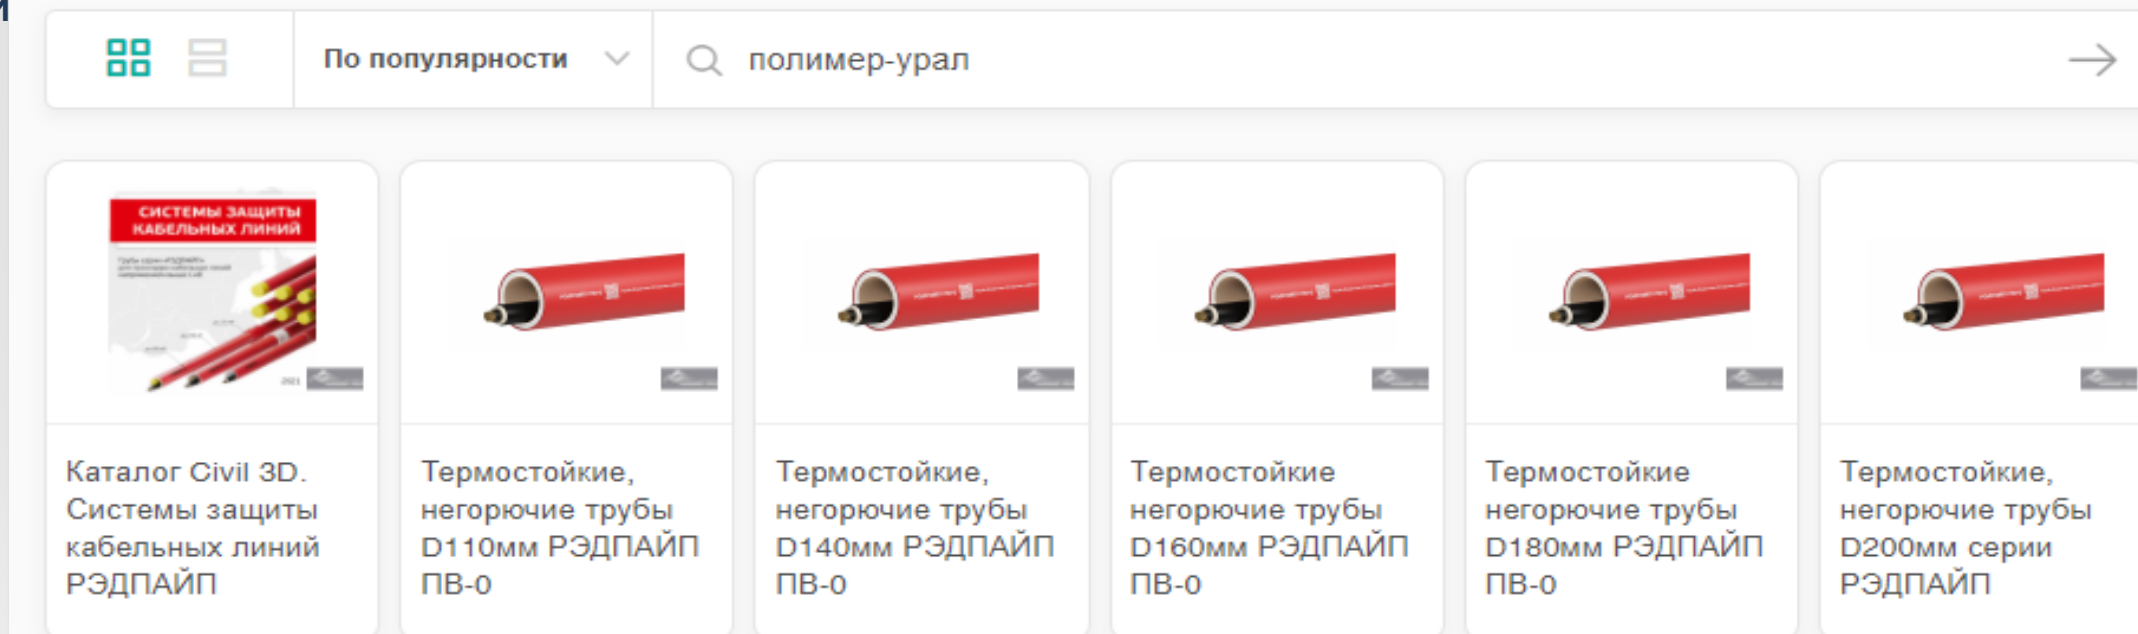 По популярности
полимер-урал
СИСТЕМЫ ЗАЩИТЫ
КАБЕЛЬНЫХ ЛИНИЙ
2021
Каталог Civil 3D.
Системы защиты
кабельных линий
РЭДПАЙП
Термостойкие,
негорючие трубы
D110мм РЭДПАЙП
ПВ-0
Термостойкие,
негорючие трубы
D140мм РЭДПАЙП
ПВ-0
Термостойкие
негорючие трубы
D160мм РЭДПАЙП
ПВ-0
Термостойкие
негорючие трубы
D180мм РЭДПАЙП
ПВ-0
Термостойкие,
негорючие трубы
D200мм серии
РЭДПАЙП